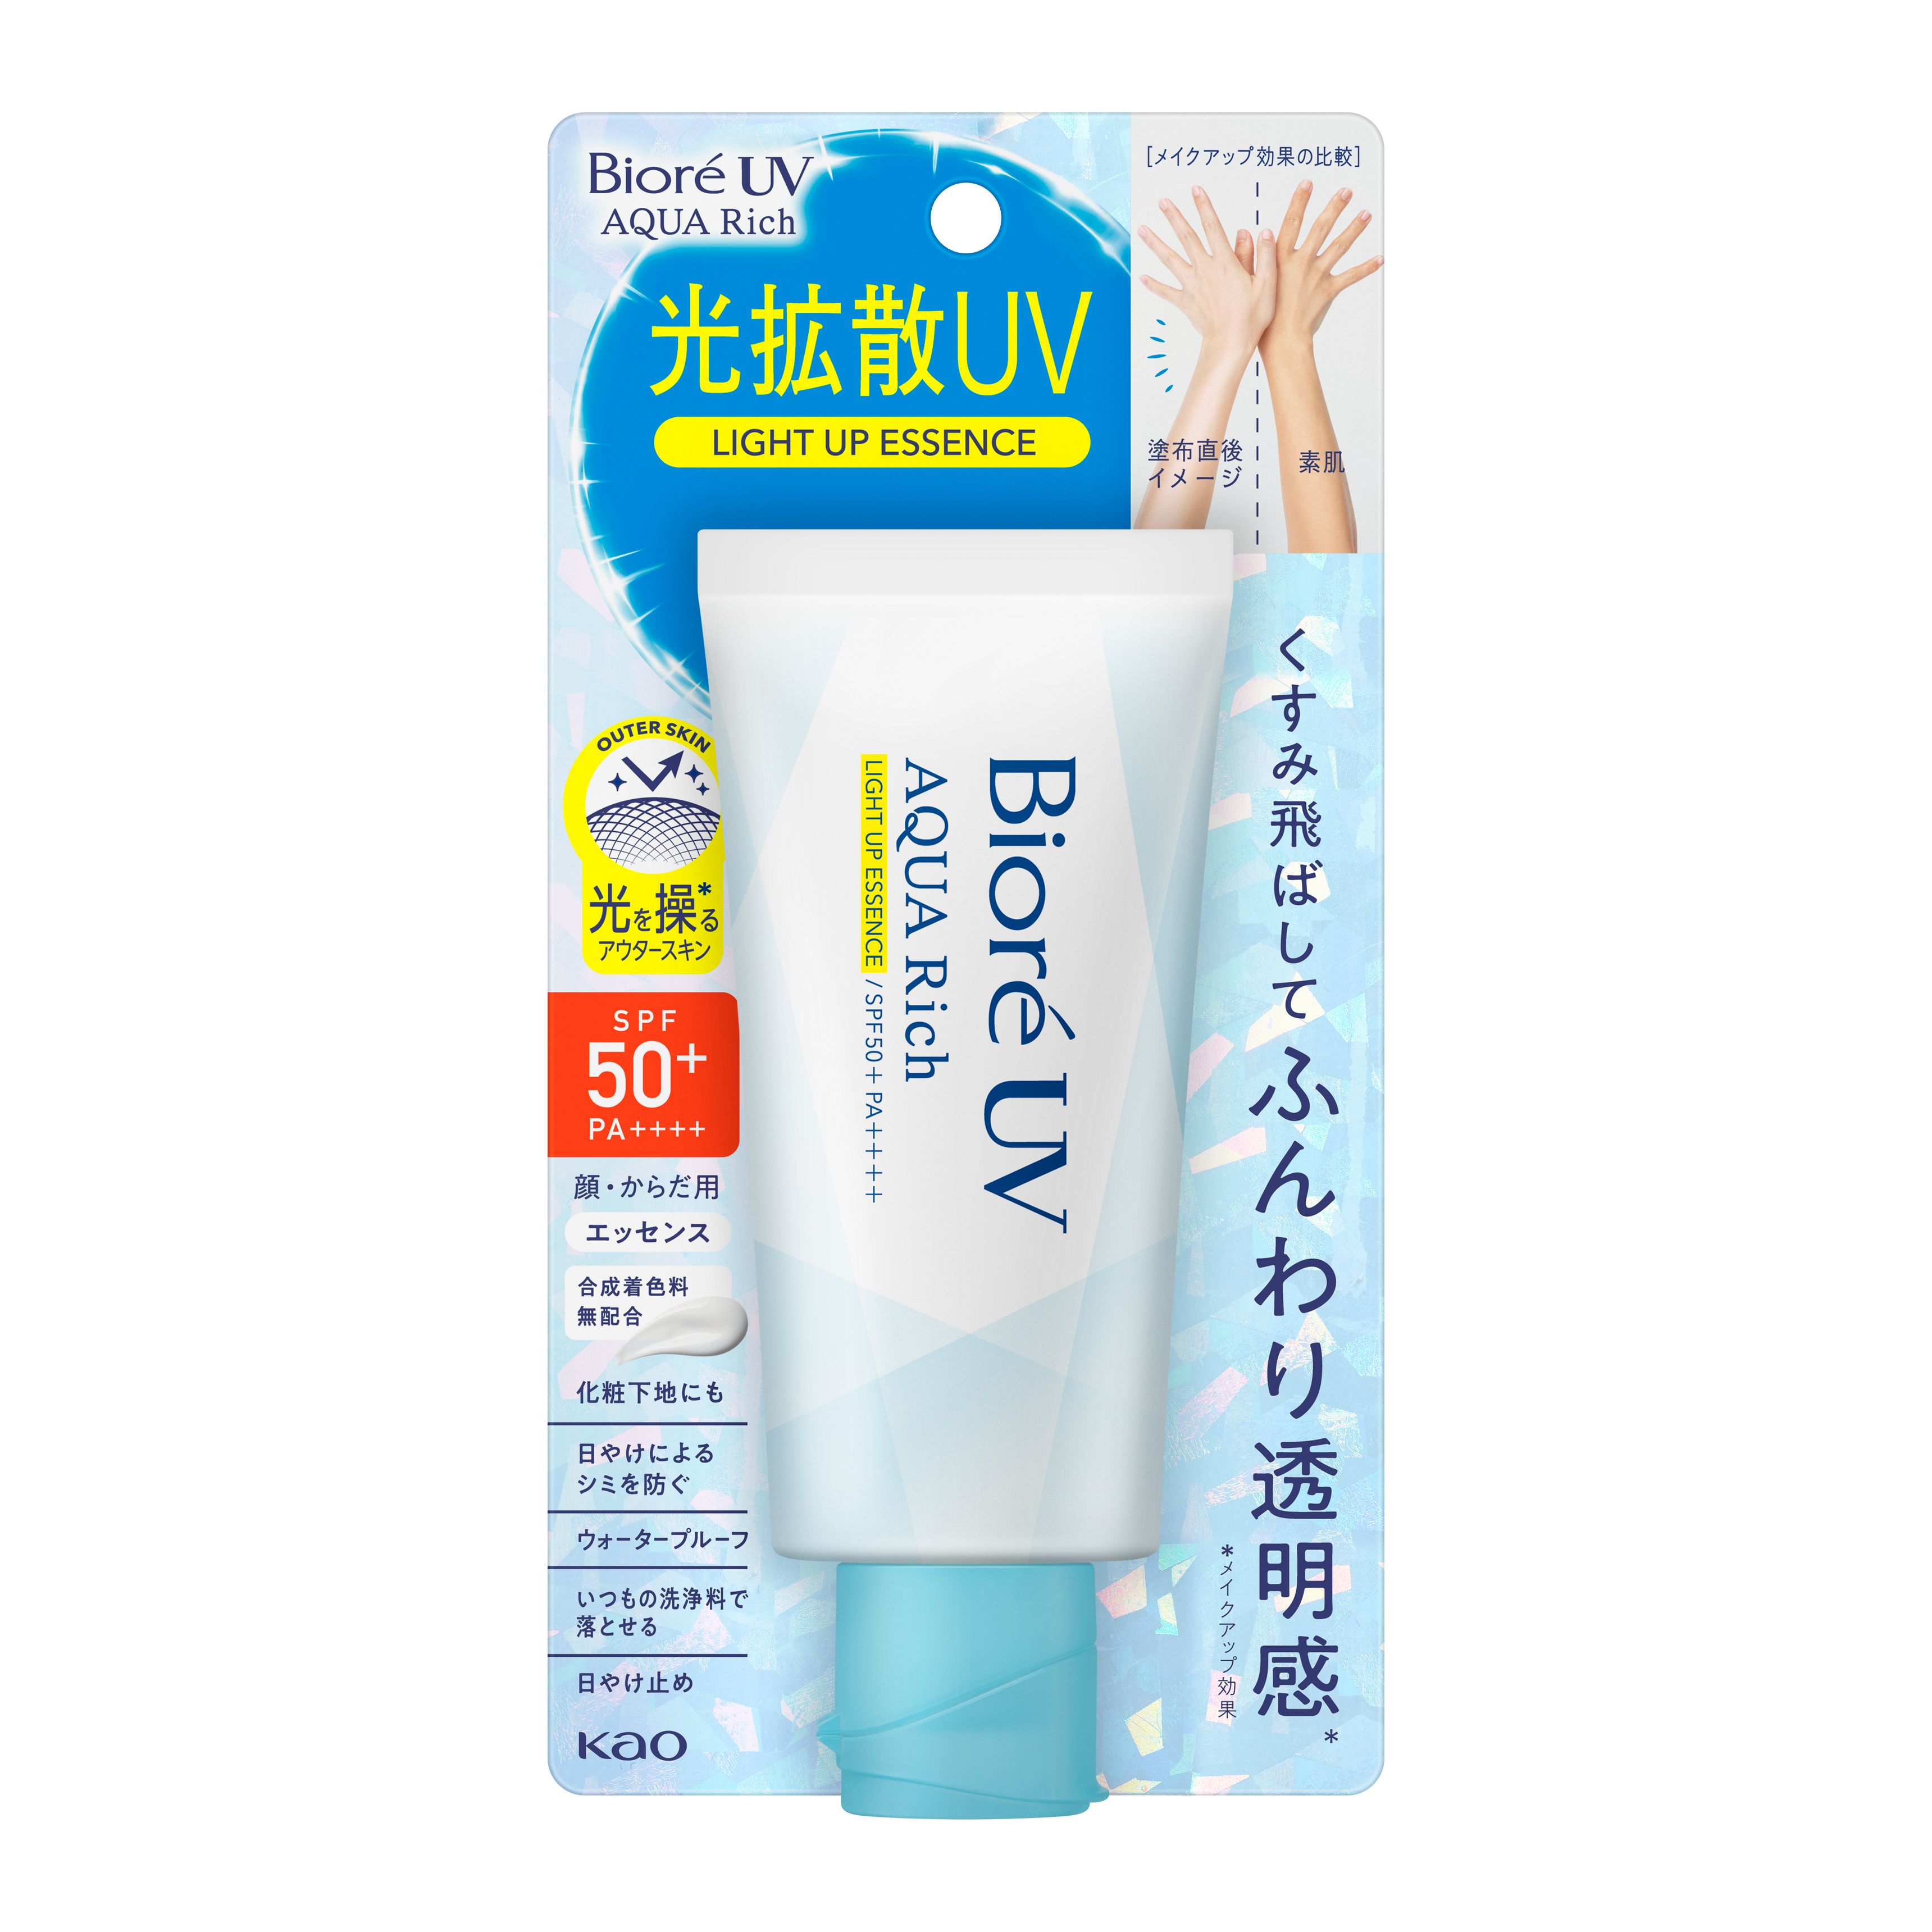 Bioré UV
AQUA Rich
光拡散UV
LIGHT UP ESSENCE
[メイクアップ効果の比較]
塗布直後
イメージ
素肌
くすみ飛ばして
ふんわり透明感*
*メイクアップ効果
OUTER SKIN
光を操る*
アウタースキン
SPF
50+
PA++++
顔・からだ用
エッセンス
合成着色料
無配合
化粧下地にも
日やけによる
シミを防ぐ
ウォータープルーフ
いつもの洗浄料で
落とせる
日やけ止め
Kao
Bioré UV
AQUA Rich
LIGHT UP ESSENCE / SPF50+ PA++++